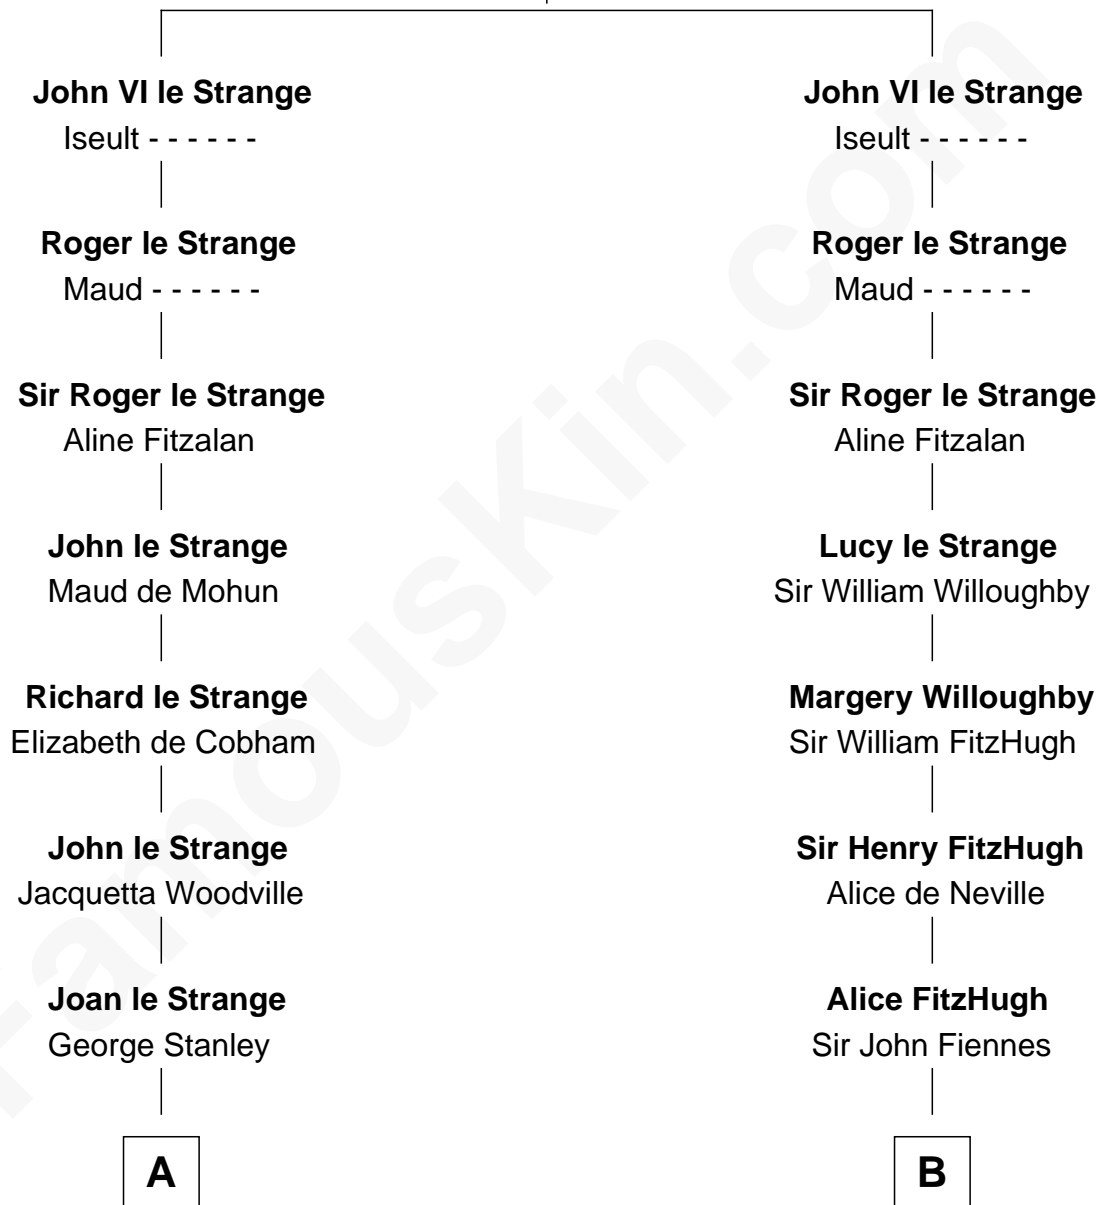 John VI le Strange
Iseult - - - - - -
Roger le Strange
Maud - - - - - -
Sir Roger le Strange
Aline Fitzalan
John le Strange
Maud de Mohun
Richard le Strange
Elizabeth de Cobham
John le Strange
Jacquetta Woodville
Joan le Strange
George Stanley
A
John VI le Strange
Iseult - - - - - -
Roger le Strange
Maud - - - - - -
Sir Roger le Strange
Aline Fitzalan
Lucy le Strange
Sir William Willoughby
Margery Willoughby
Sir William FitzHugh
Sir Henry FitzHugh
Alice de Neville
Alice FitzHugh
Sir John Fiennes
B
FamousKin.com